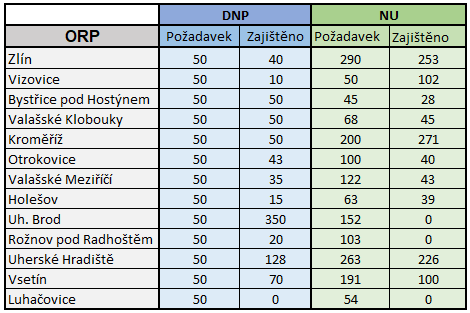 DNP NU
ORP Požadavek Zajištěno Požadavek Zajištěno
Zlín 50 40 290 253
Vizovice 50 10 50 102
Bystřice pod Hostýnem 50 50 45 28
Valašské Klobouky 50 50 68 45
Kroměříž 50 50 200 271
Otrokovice 50 43 100 40
Valašské Meziříčí 50 35 122 43
Holešov 50 15 63 39
Uh. Brod 50 350 152 0
Rožnov pod Radhoštěm 50 20 103 0
Uherské Hradiště 50 128 263 226
Vsetín 50 70 191 100
Luhačovice 50 0 54 0